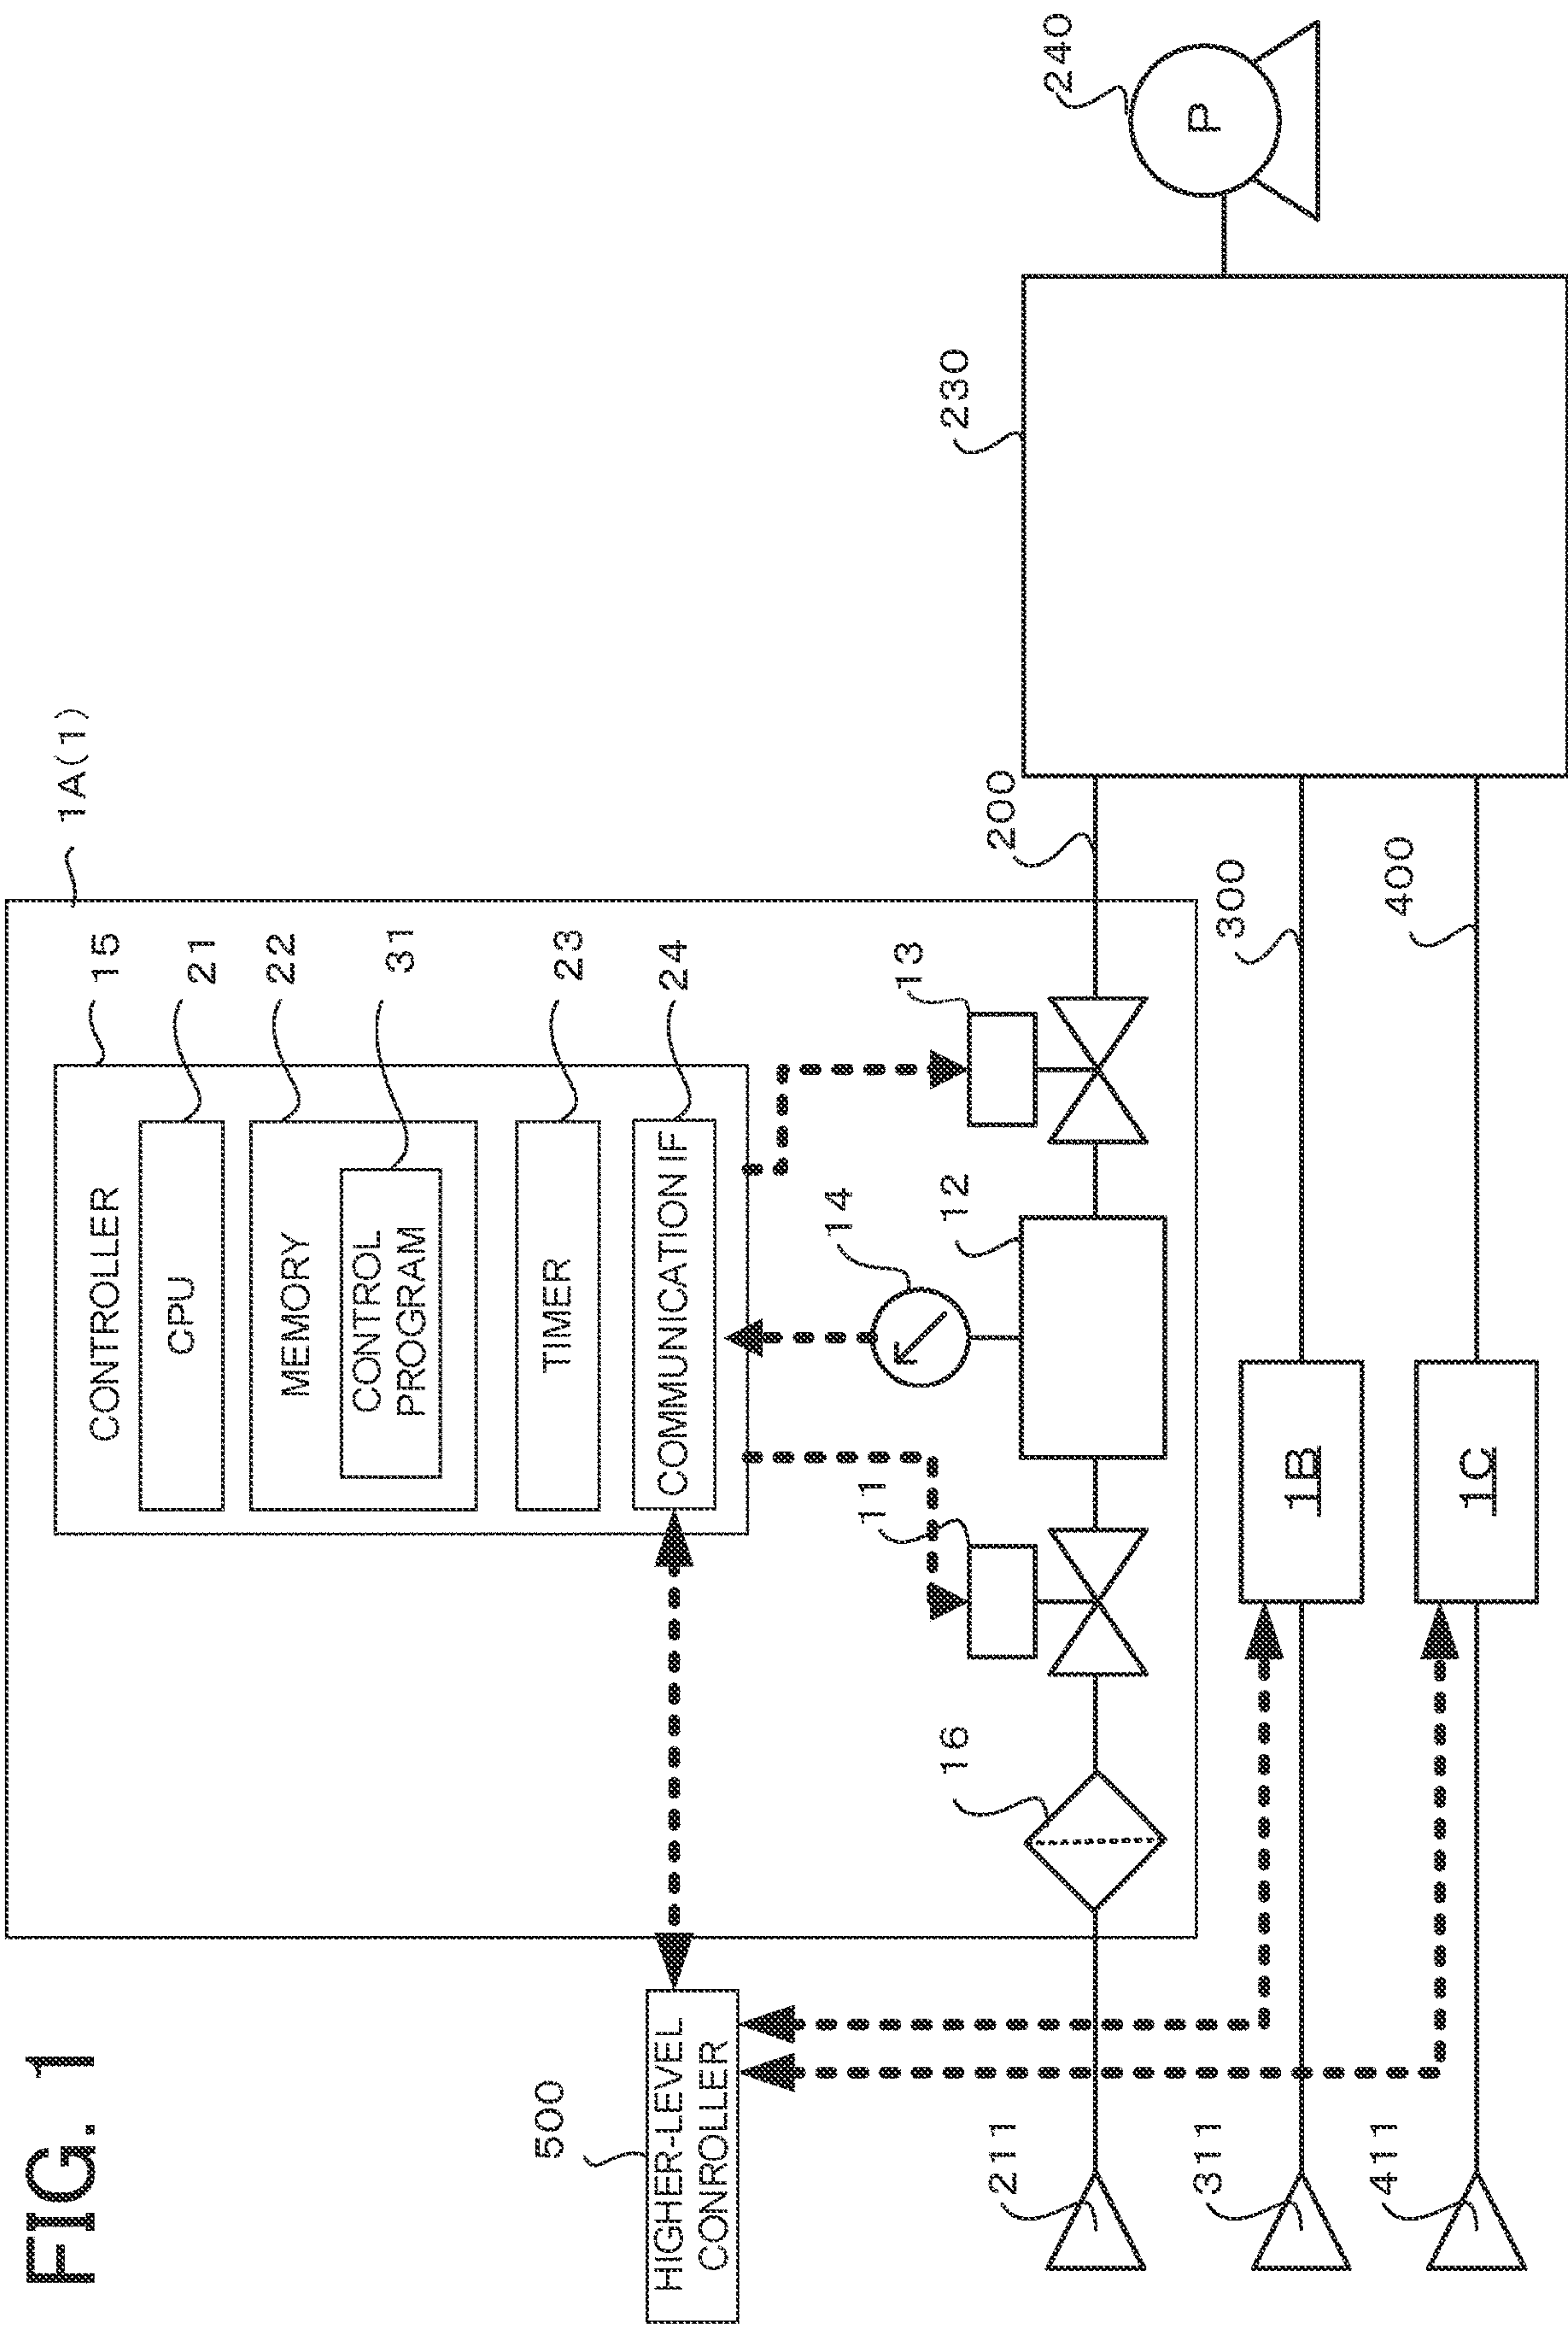 FIG. 1
1A(1)
15
CONTROLLER
21
CPU
22
MEMORY
31
CONTROL
PROGRAM
23
TIMER
24
COMMUNICATION IF
500
HIGHER-LEVEL
CONROLLER
11
14
13
16
12
200
230
240
P
211
311
1B
300
411
1C
400